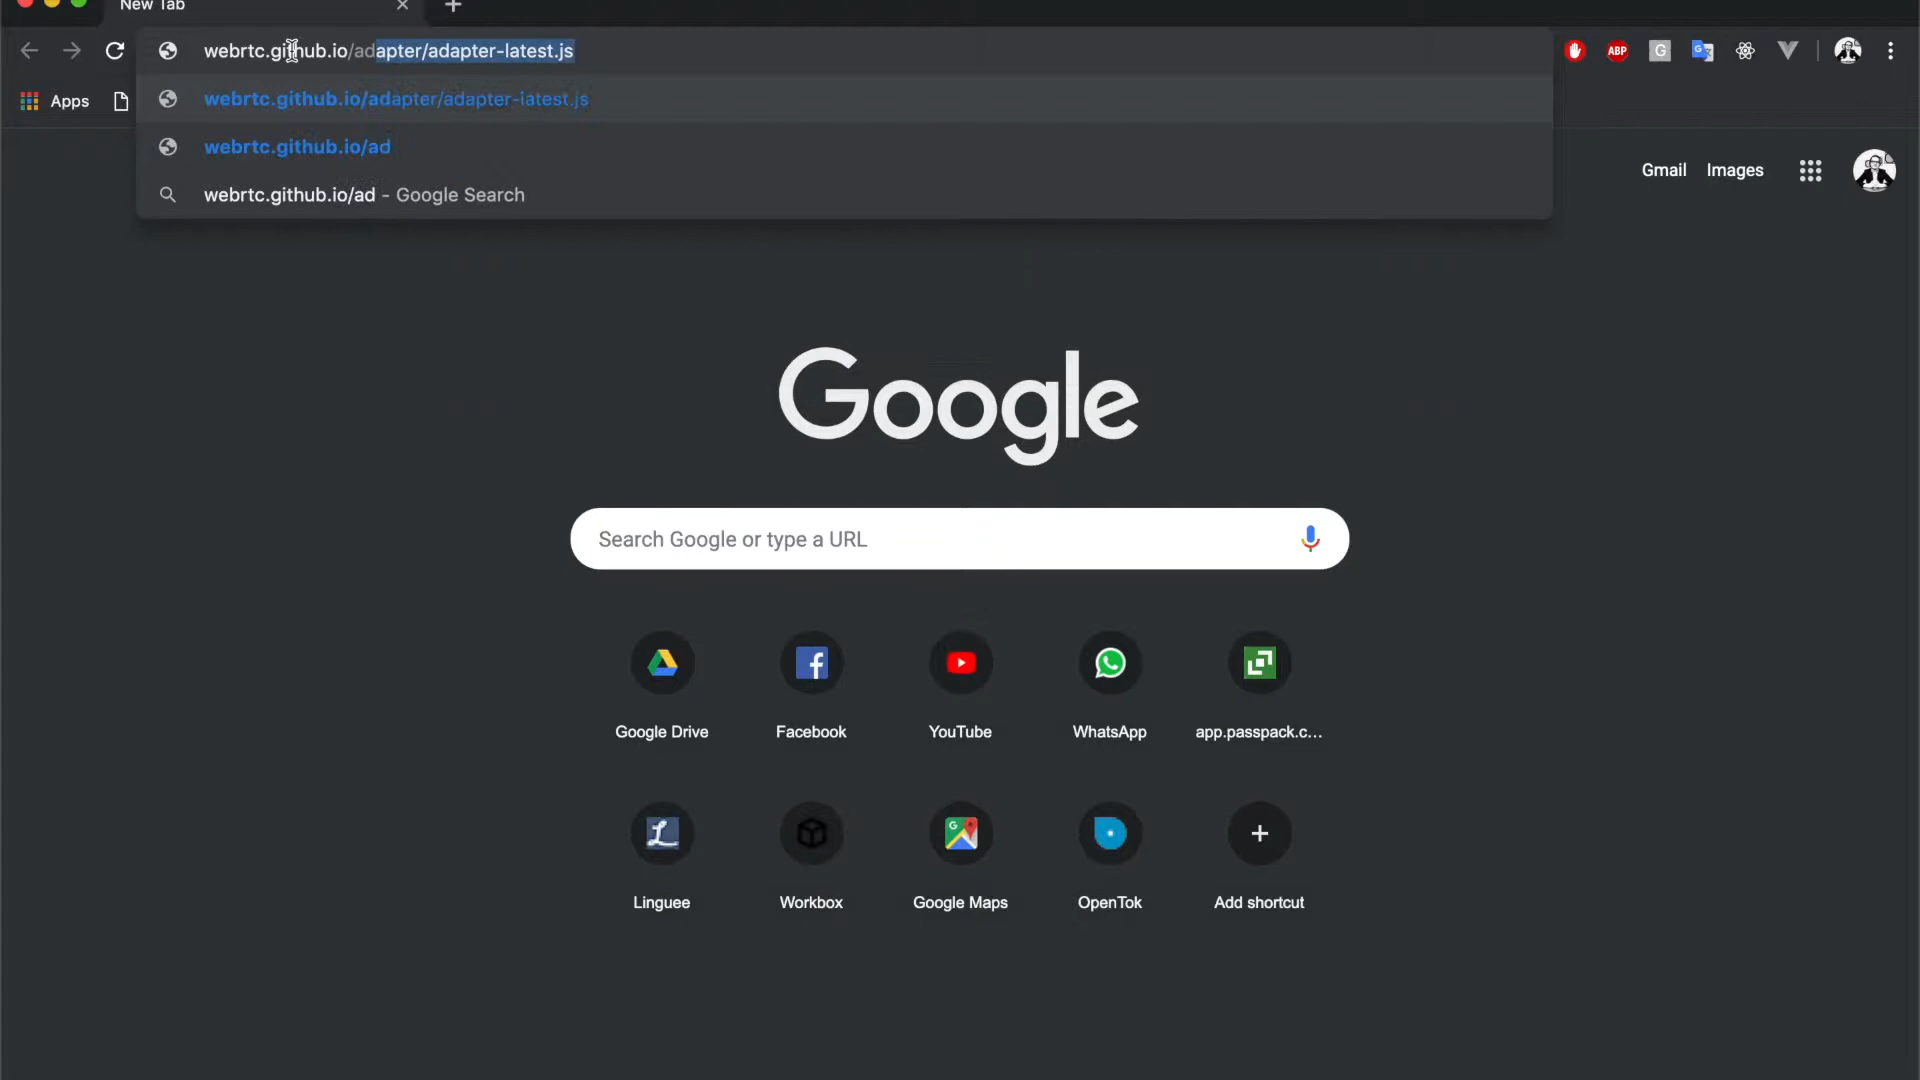 New Tab
webrtc.github.io/adapter/adapter-latest.js
ABP
G
G
Apps
webrtc.github.io/adapter/adapter-latest.js
webrtc.github.io/ad
webrtc.github.io/ad - Google Search
Gmail Images
Google
Search Google or type a URL
Google Drive Facebook YouTube WhatsApp app.passpack.c...
Linguee Workbox Google Maps OpenTok Add shortcut